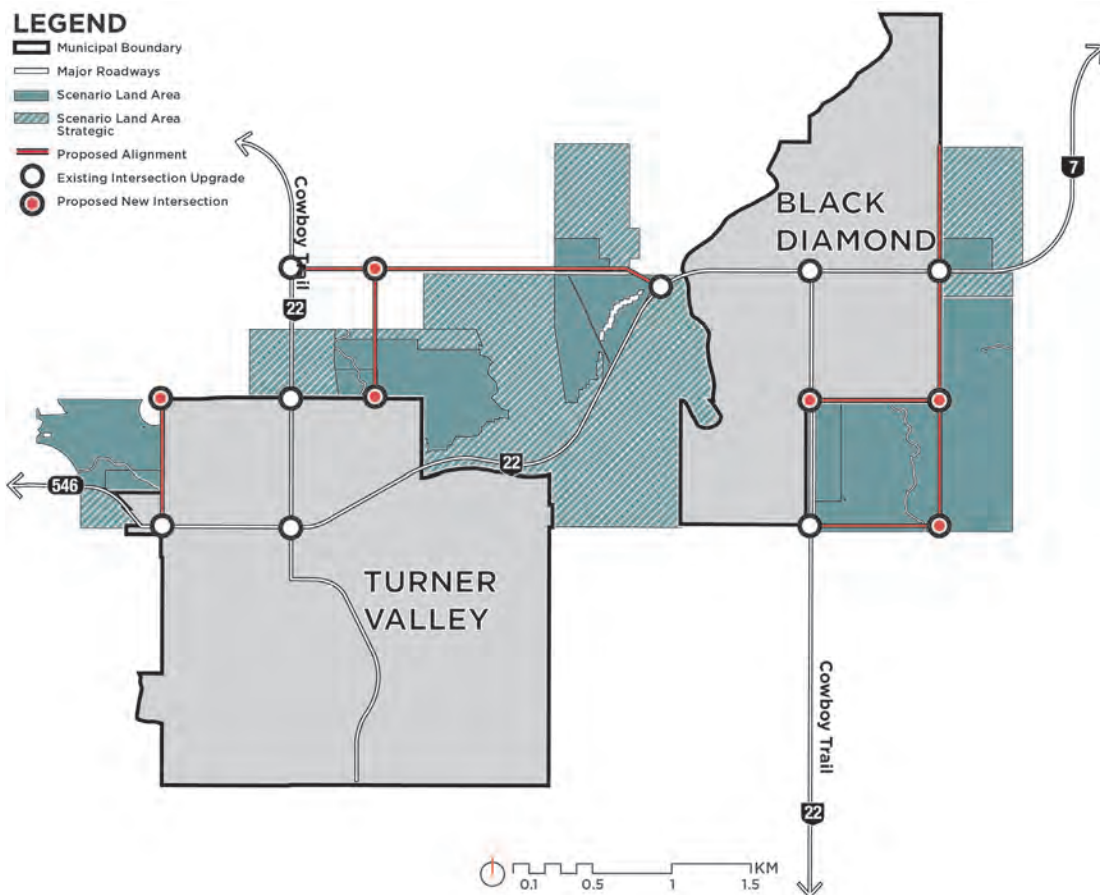 LEGEND
Municipal Boundary
Major Roadways
Scenario Land Area
Scenario Land Area
Strategic
Proposed Alignment
Existing Intersection Upgrade
Proposed New Intersection
Cowboy Trail
22
7
BLACK
DIAMOND
22
546
TURNER
VALLEY
Cowboy Trail
22
KM
0.1
0.5
1
1.5